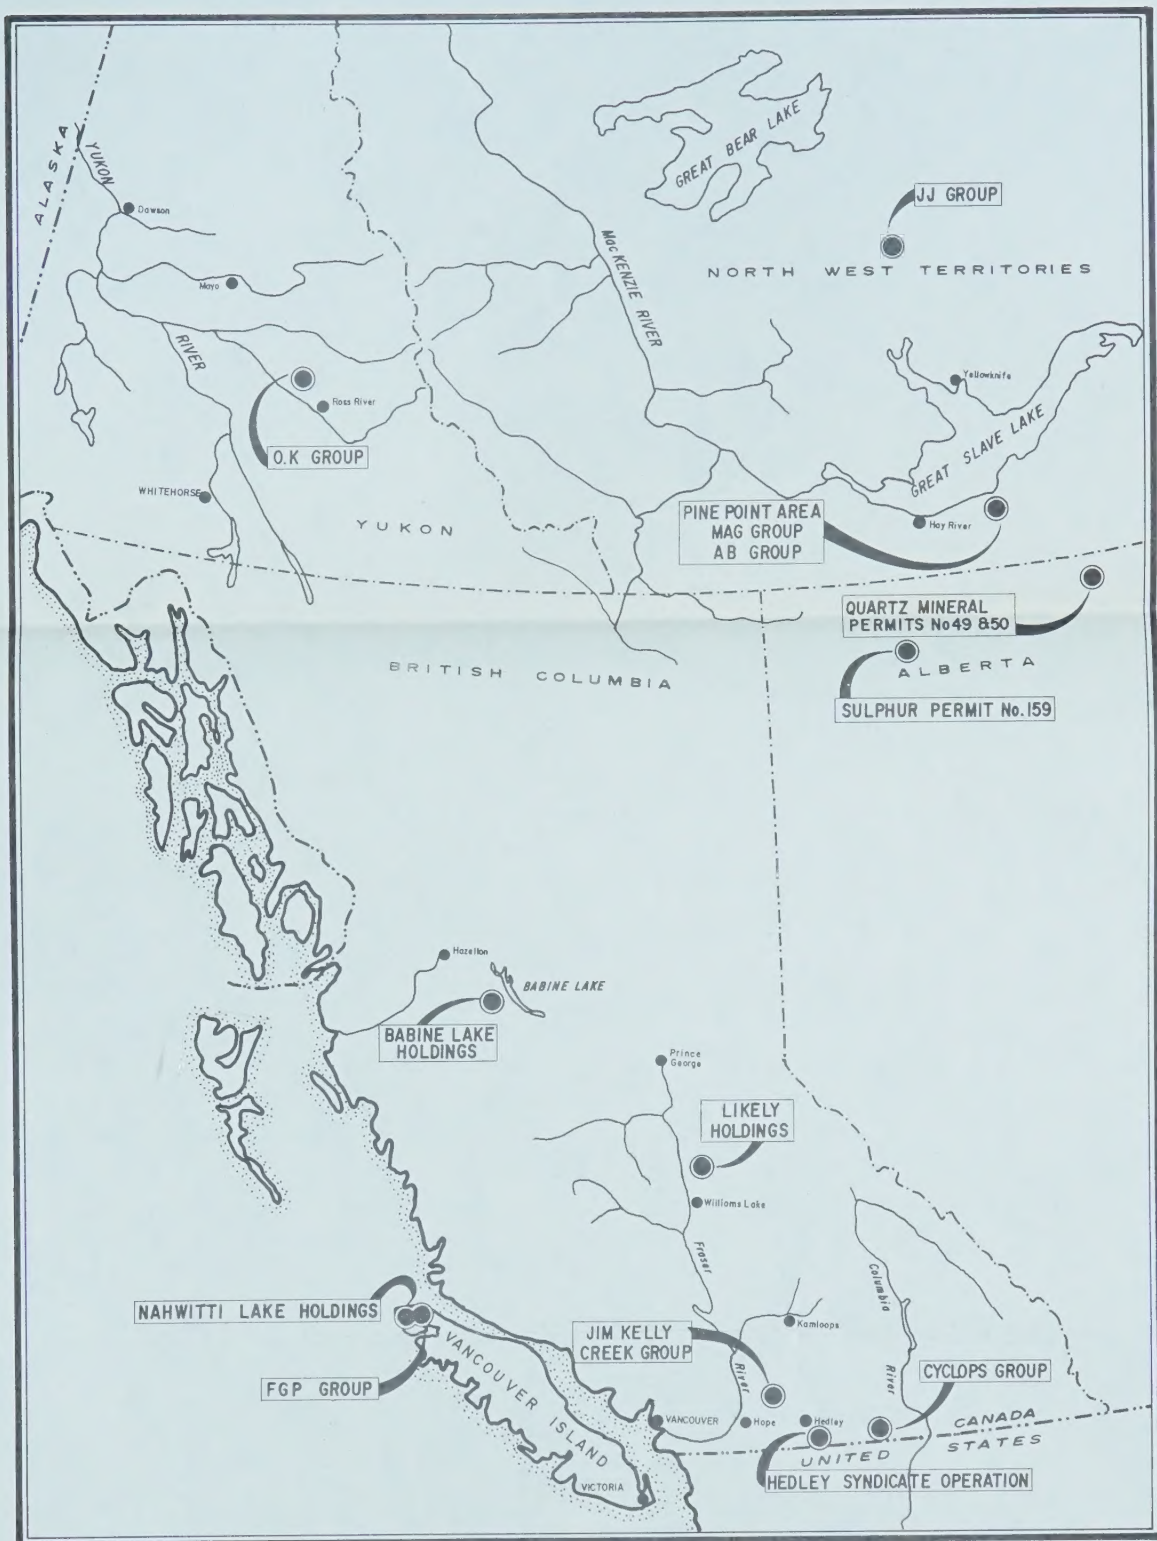 ALASKA
YUKON
Dawson
GREAT BEAR LAKE
JJ GROUP
MacKENZIE RIVER
NORTH WEST TERRITORIES
Mayo
RIVER
Ross River
Yellowknife
O.K GROUP
GREAT SLAVE LAKE
WHITEHORSE
YUKON
PINE POINT AREA
MAG GROUP
AB GROUP
Hay River
QUARTZ MINERAL
PERMITS No 49 & 50
BRITISH COLUMBIA
ALBERTA
SULPHUR PERMIT No. 159
Hazelton
BABINE LAKE
BABINE LAKE
HOLDINGS
Prince
George
LIKELY
HOLDINGS
Williams Lake
Fraser
Columbia
NAHWITTI LAKE HOLDINGS
Kamloops
JIM KELLY
CREEK GROUP
VANCOUVER ISLAND
River
River
CYCLOPS GROUP
FGP GROUP
VANCOUVER
Hope
Hedley
CANADA
UNITED STATES
HEDLEY SYNDICATE OPERATION
VICTORIA